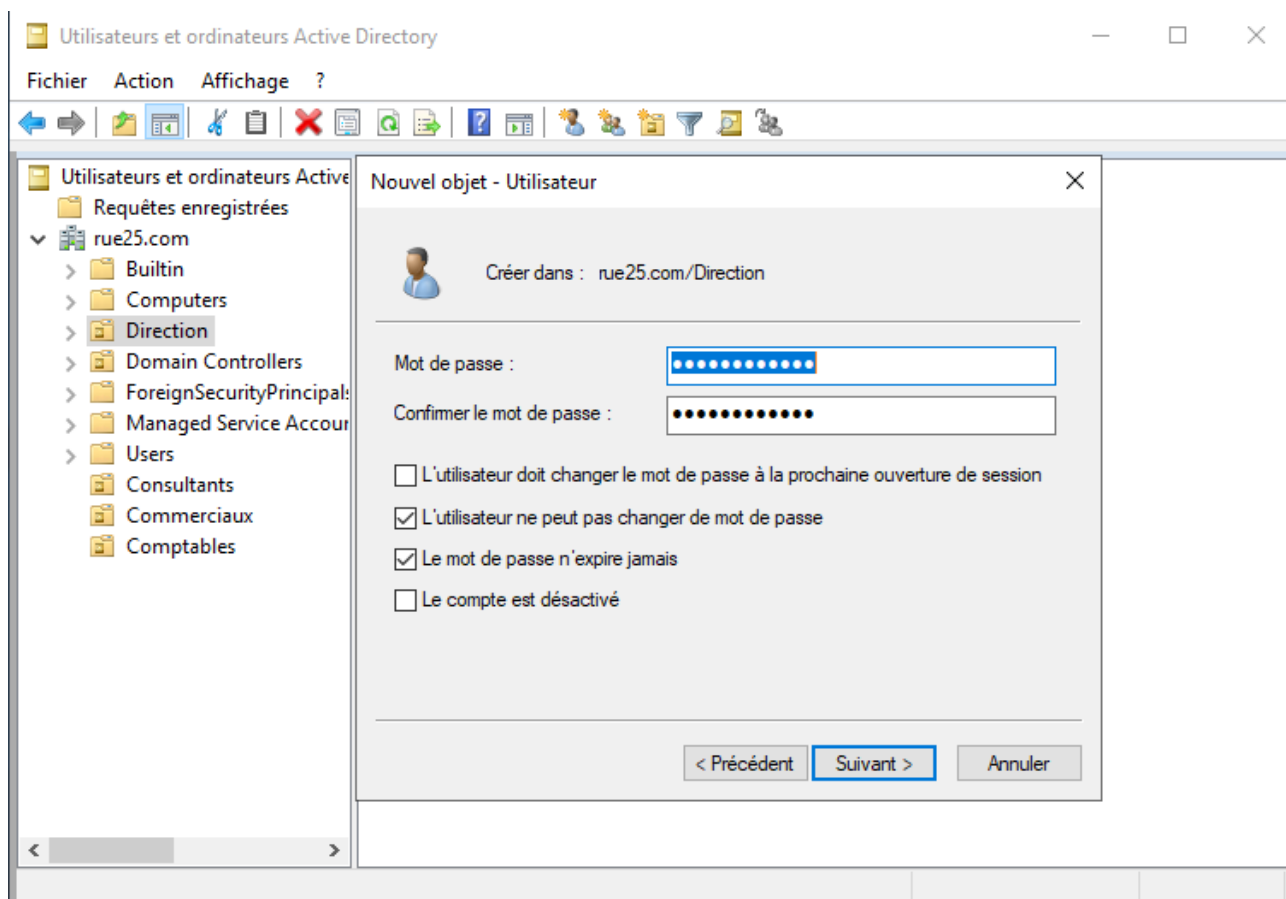 Utilisateurs et ordinateurs Active Directory
Fichier Action Affichage ?
Utilisateurs et ordinateurs Active
Requêtes enregistrées
rue25.com
Builtin
Computers
Direction
Domain Controllers
ForeignSecurityPrincipals
Managed Service Accour
Users
Consultants
Commerciaux
Comptables
Nouvel objet - Utilisateur
Créer dans : rue25.com/Direction
Mot de passe : ●●●●●●●●●●●●
Confirmer le mot de passe : ●●●●●●●●●●●●
L'utilisateur doit changer le mot de passe à la prochaine ouverture de session
L'utilisateur ne peut pas changer de mot de passe
Le mot de passe n'expire jamais
Le compte est désactivé
< Précédent Suivant > Annuler